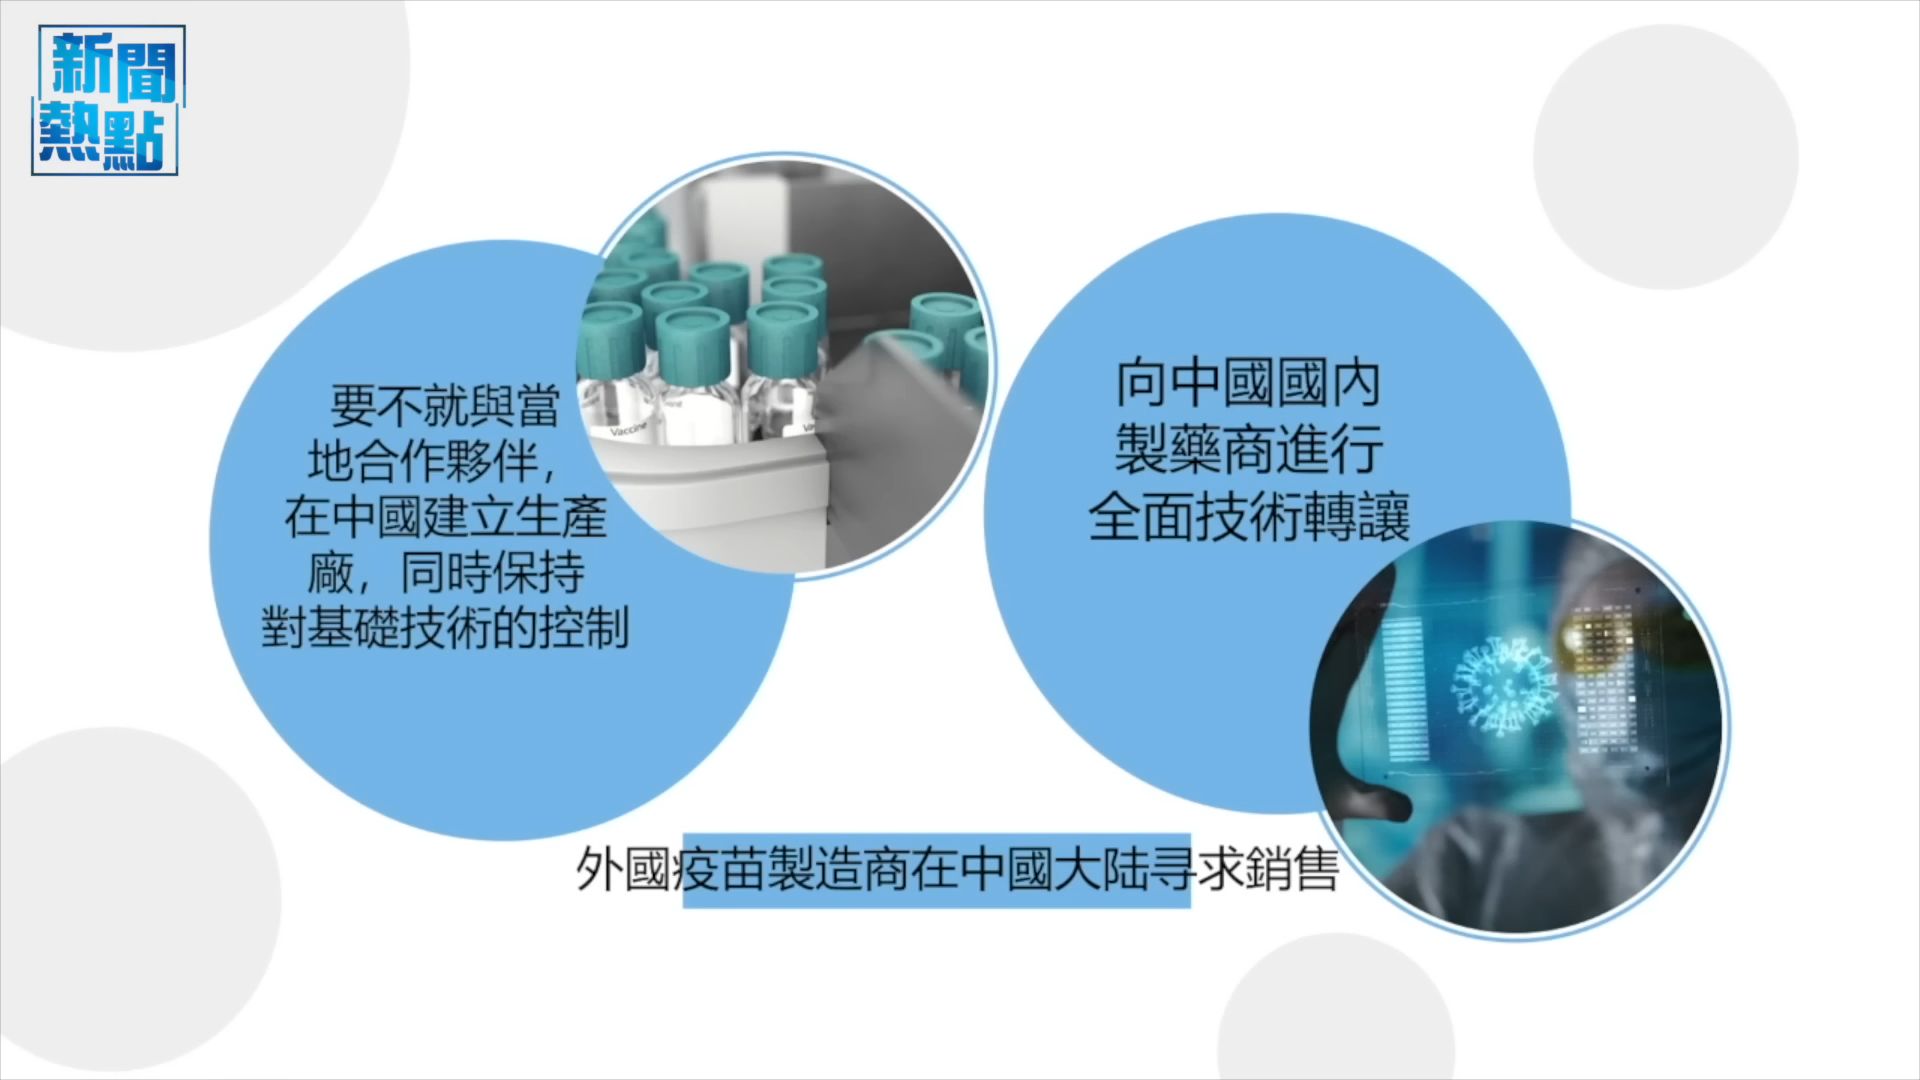 新聞
熱點
要不就與當
地合作夥伴，
在中國建立生產
廠，同時保持
對基礎技術的控制
Vaccine
向中國國內
製藥商進行
全面技術轉讓
外國疫苗製造商在中國大陆寻求銷售